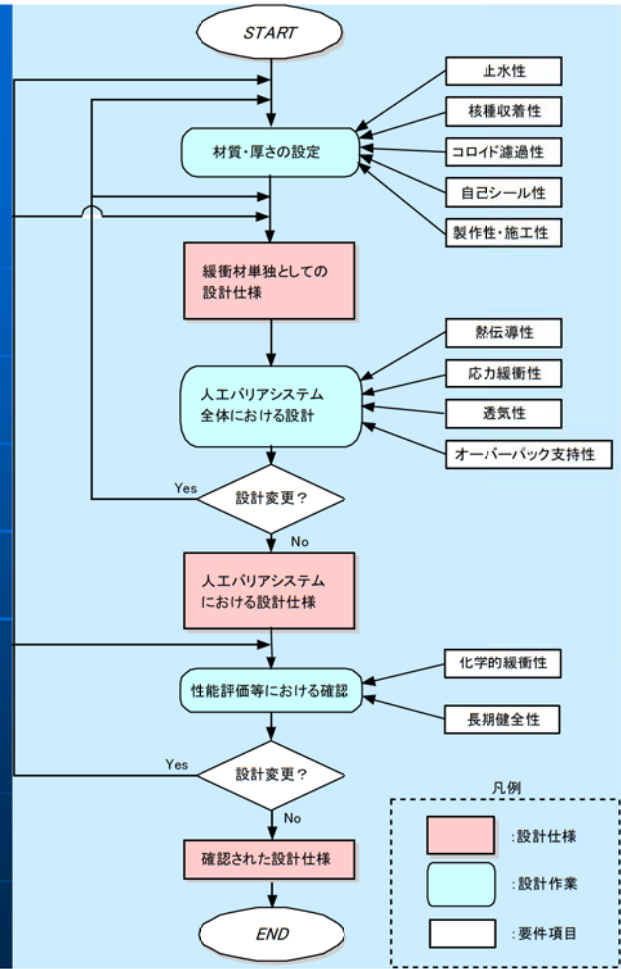 START
止水性
核種収着性
コロイド濾過性
自己シール性
製作性・施工性
材質・厚さの設定
緩衝材単独としての
設計仕様
熱伝導性
応力緩衝性
透気性
オーバーパック支持性
人工バリアシステム
全体における設計
Yes
設計変更?
No
人工バリアシステム
における設計仕様
化学的緩衝性
長期健全性
性能評価等における確認
Yes
設計変更?
No
確認された設計仕様
END
凡例
:設計仕様
:設計作業
:要件項目